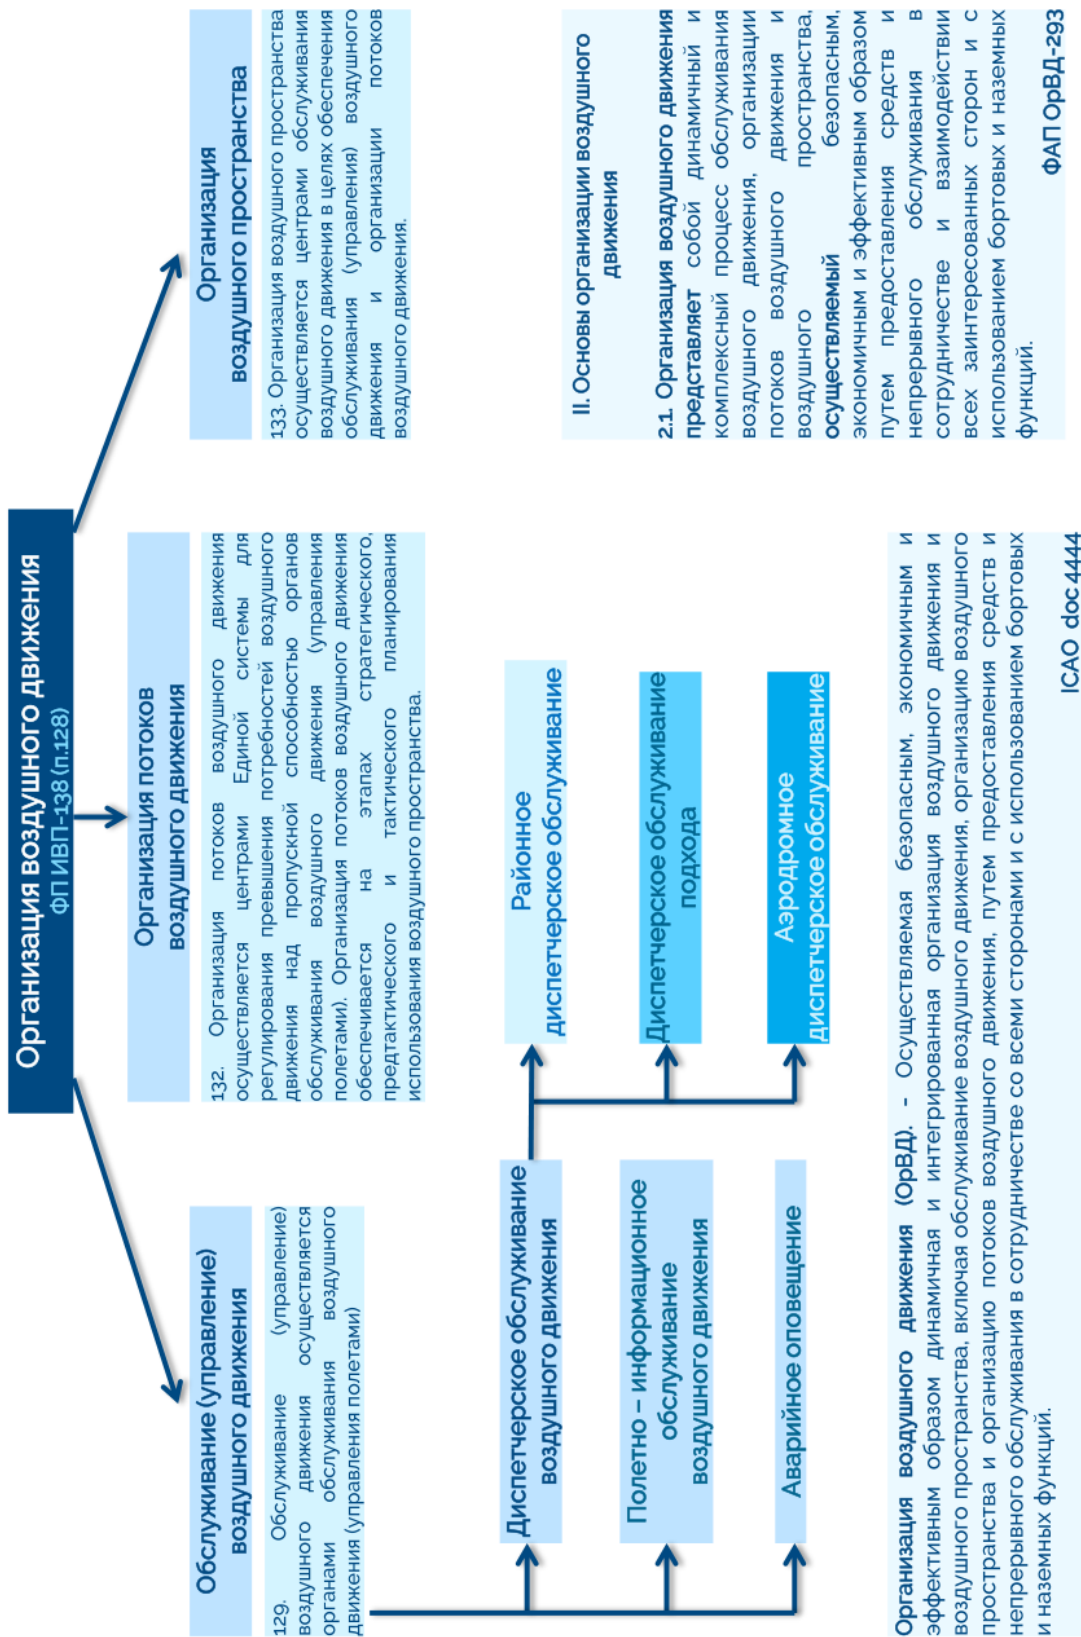 Организация воздушного движения
ФП ИВП-138 (п.128)
Обслуживание (управление)
воздушного движения
129. Обслуживание (управление)
воздушного движения осуществляется
органами обслуживания воздушного
движения (управления полетами)
Организация потоков
воздушного движения
132. Организация потоков воздушного движения
осуществляется центрами Единой системы для
регулирования превышения потребностей воздушного
движения над пропускной способностью органов
обслуживания воздушного движения (управления
полетами). Организация потоков воздушного движения
обеспечивается на этапах стратегического,
предтактического и тактического планирования
использования воздушного пространства.
Организация
воздушного пространства
133. Организация воздушного пространства
осуществляется центрами обслуживания
воздушного движения в целях обеспечения
обслуживания (управления) воздушного
движения и организации потоков
воздушного движения.
Диспетчерское обслуживание
воздушного движения
Полетно – информационное
обслуживание
воздушного движения
Аварийное оповещение
Районное
диспетчерское обслуживание
Диспетчерское обслуживание
подхода
Аэродромное
диспетчерское обслуживание
II. Основы организации воздушного
движения
2.1. Организация воздушного движения
представляет собой динамичный и
комплексный процесс обслуживания
воздушного движения, организации
потоков воздушного движения и
воздушного пространства,
осуществляемый безопасным,
экономичным и эффективным образом
путем предоставления средств и
непрерывного обслуживания в
сотрудничестве и взаимодействии
всех заинтересованных сторон и с
использованием бортовых и наземных
функций.
ФАП ОрВД-293
Организация воздушного движения (ОрВД). - Осуществляемая безопасным, экономичным и
эффективным образом динамичная и интегрированная организация воздушного движения и
воздушного пространства, включая обслуживание воздушного движения, организацию воздушного
пространства и организацию потоков воздушного движения, путем предоставления средств и
непрерывного обслуживания в сотрудничестве со всеми сторонами и с использованием бортовых
и наземных функций.
ICAO doc 4444